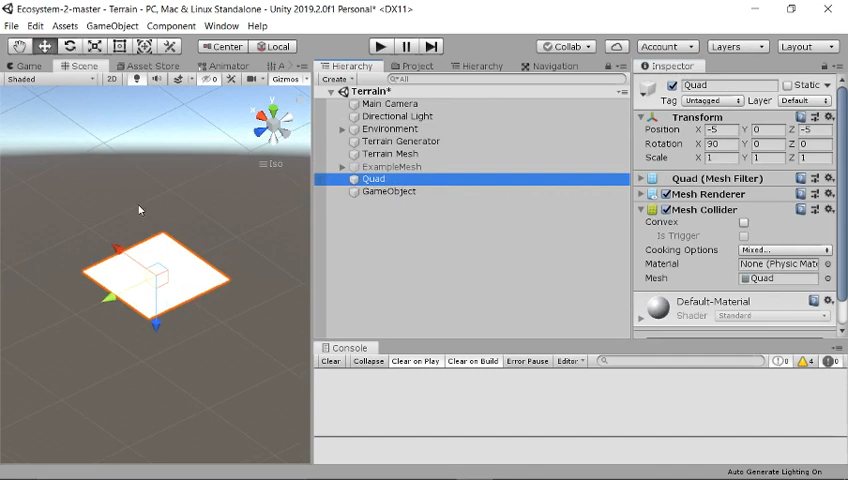 Ecosystem-2-master - Terrain - PC, Mac & Linux Standalone - Unity 2019.2.0f1 Personal* <DX11>
File Edit Assets GameObject Component Window Help
Center Local Collab Account Layers Layout
Game Scene Asset Store Animator A Hierarchy Project Hierarchy Navigation Inspector
Shaded 2D 0 Gizmos Create All
Quad Static
Terrain*
Tag Untagged Layer Default
Main Camera
Directional Light
Transform
Environment
Position X -5 Y 0 Z -5
Terrain Generator
Rotation X 90 Y 0 Z 0
Terrain Mesh
Scale X 1 Y 1 Z 1
Iso
ExampleMesh
Quad
Quad (Mesh Filter)
GameObject
Mesh Renderer
Mesh Collider
Convex
Is Trigger
Cooking Options Mixed...
Material None (Physic Mat
Mesh Quad
Default-Material
Shader Standard
Console
Clear Collapse Clear on Play Clear on Build Error Pause Editor 0 4 0
Auto Generate Lighting On